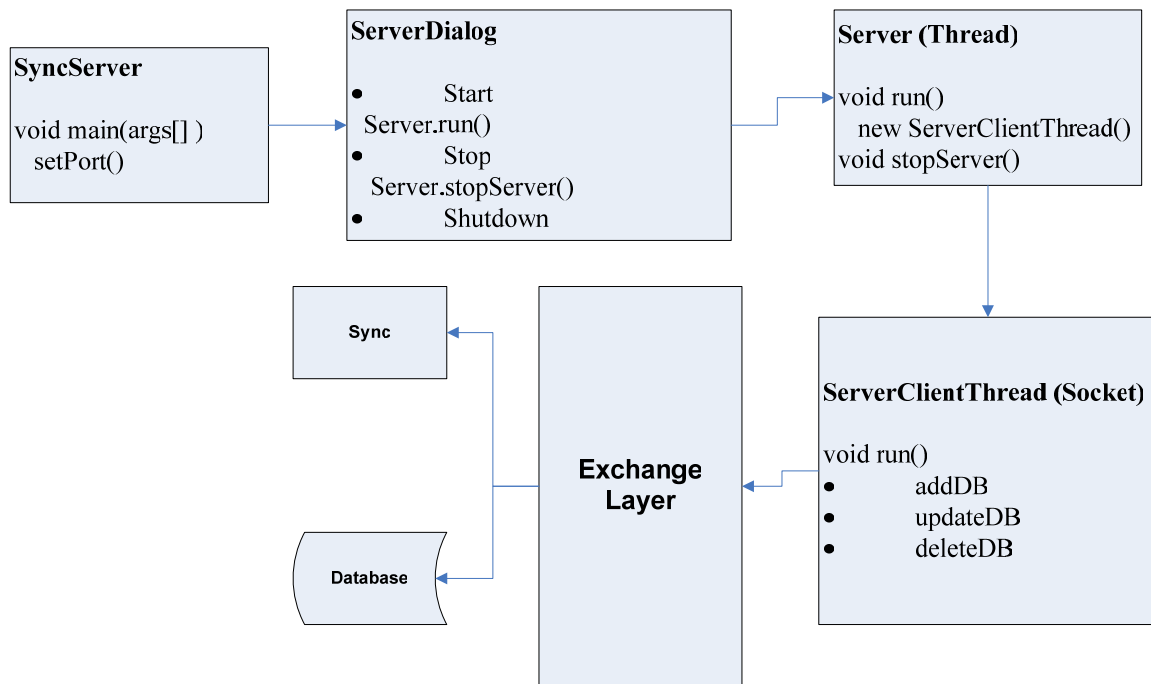 SyncServer
void main(args[] )
setPort()
ServerDialog
• Start
Server.run()
• Stop
Server.stopServer()
• Shutdown
Server (Thread)
void run()
new ServerClientThread()
void stopServer()
Sync
Database
Exchange
Layer
ServerClientThread (Socket)
void run()
• addDB
• updateDB
• deleteDB